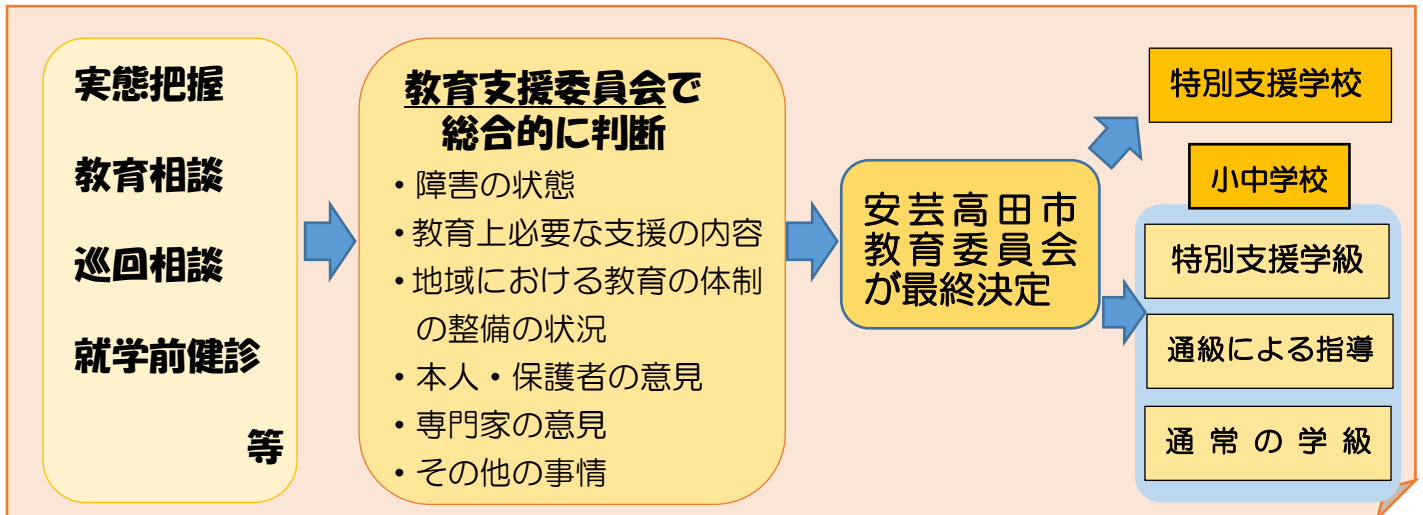 実態把握
教育相談
巡回相談
就学前健診
等
教育支援委員会で
総合的に判断
・障害の状態
・教育上必要な支援の内容
・地域における教育の体制
の整備の状況
・本人・保護者の意見
・専門家の意見
・その他の事情
安芸高田市
教育委員会
が最終決定
特別支援学校
小中学校
特別支援学級
通級による指導
通常の学級